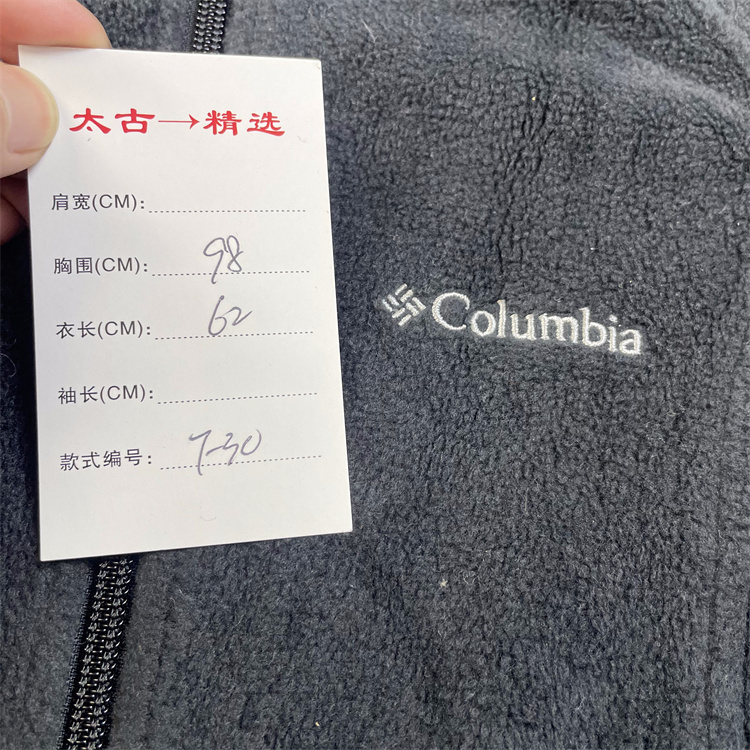 太古→精选
肩宽(CM):
胸围(CM): 98
衣长(CM): 62
袖长(CM):
款式编号: 7-30
Columbia